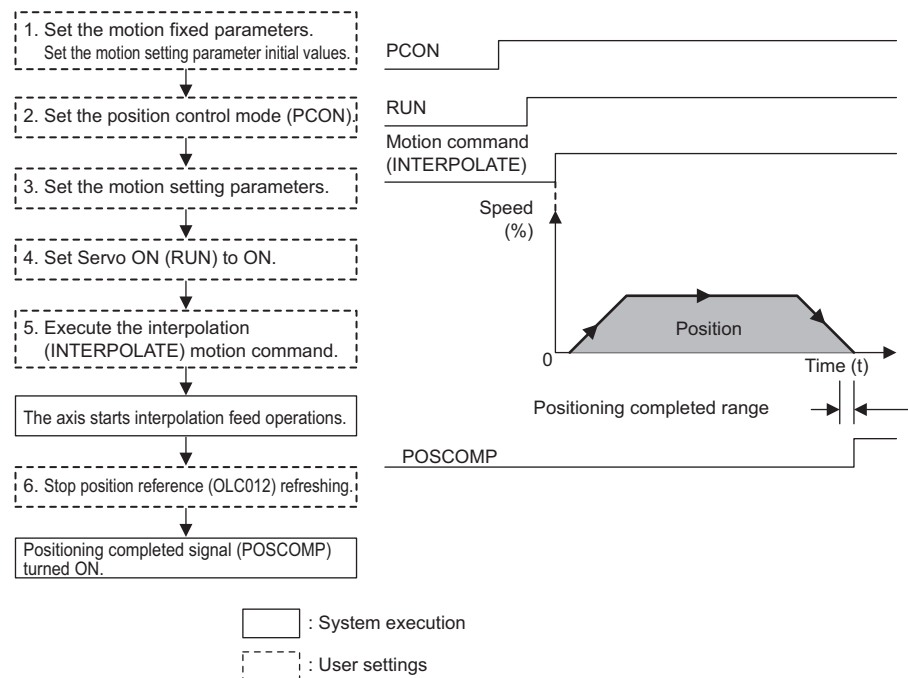 1. Set the motion fixed parameters.
Set the motion setting parameter initial values.
2. Set the position control mode (PCON).
3. Set the motion setting parameters.
4. Set Servo ON (RUN) to ON.
5. Execute the interpolation
(INTERPOLATE) motion command.
The axis starts interpolation feed operations.
6. Stop position reference (OLC012) refreshing.
Positioning completed signal (POSCOMP)
turned ON.
PCON
RUN
Motion command
(INTERPOLATE)
Speed
(%)
Position
0
Time (t)
Positioning completed range
POSCOMP
: System execution
: User settings